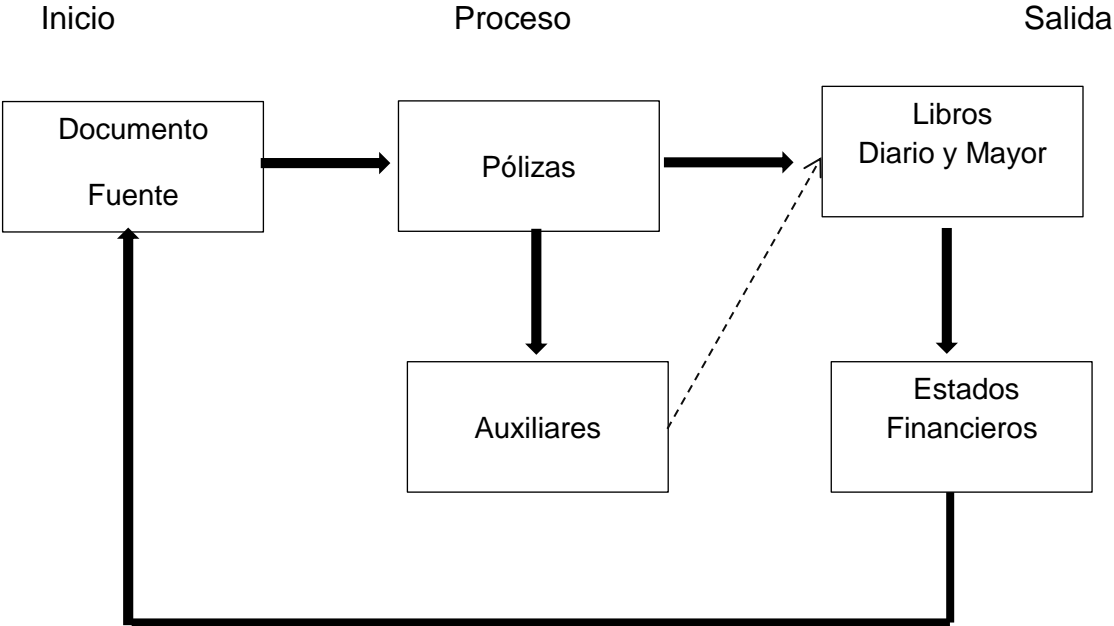 Inicio
Proceso
Salida
Documento
Fuente
Pólizas
Libros
Diario y Mayor
Auxiliares
Estados
Financieros